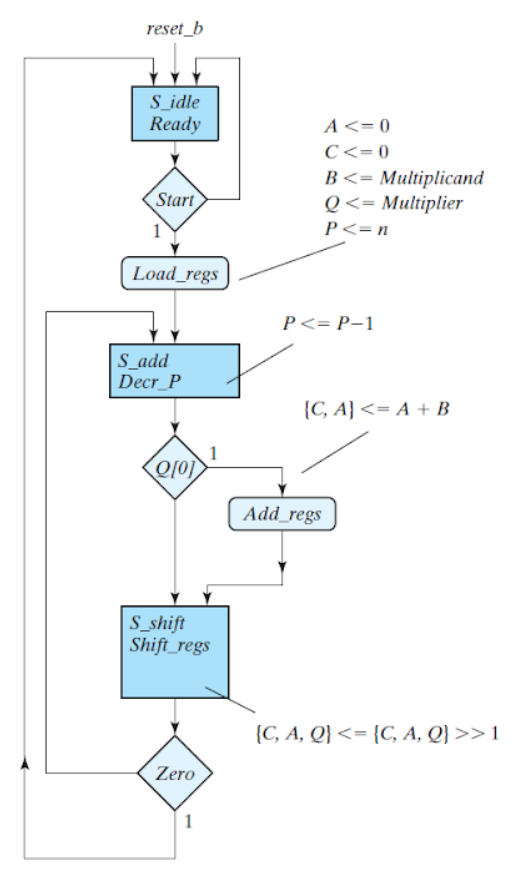 reset_b
S_idle
Ready
Start
1
Load_regs
A <= 0
C <= 0
B <= Multiplicand
Q <= Multiplier
P <= n
S_add
Decr_P
P <= P−1
Q[0]
1
{C, A} <= A + B
Add_regs
S_shift
Shift_regs
{C, A, Q} <= {C, A, Q} >> 1
Zero
1